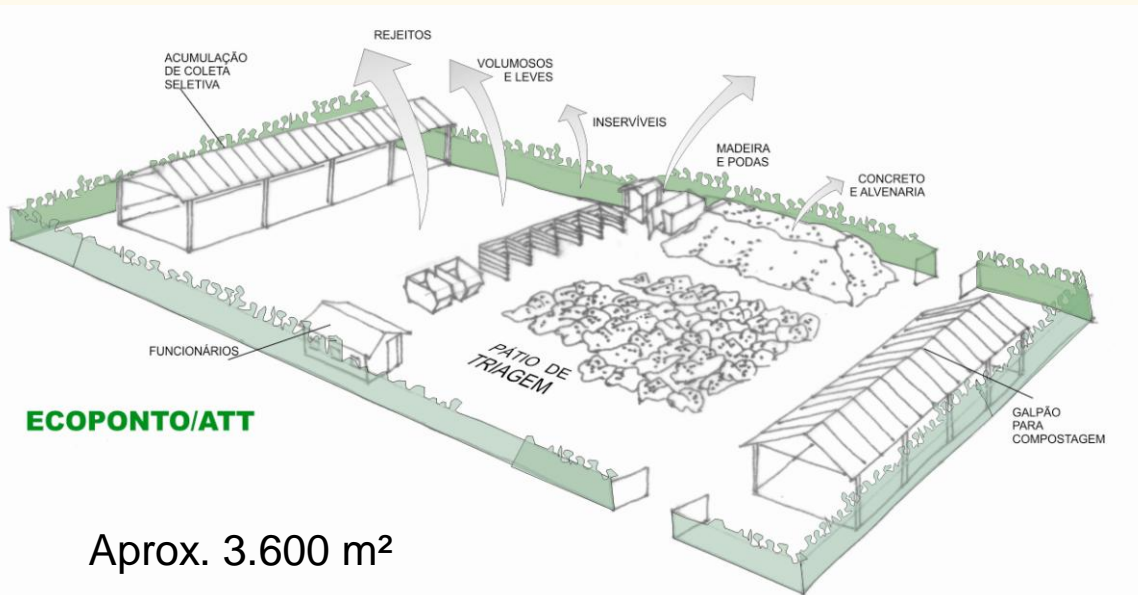 REJEITOS
ACUMULAÇÃO
DE COLETA
SELETIVA
VOLUMOSOS
E LEVES
INSERVÍVEIS
MADEIRA
E PODAS
CONCRETO
E ALVENARIA
FUNCIONÁRIOS
PÁTIO DE
TRIAGEM
GALPÃO
PARA
COMPOSTAGEM
ECOPONTO/ATT
Aprox. 3.600 m²